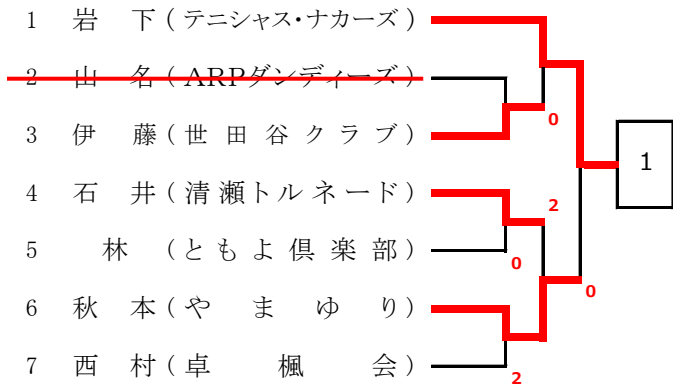 1 岩 下(テニシャス・ナカーズ)
2 山 名(ARPダンディーズ)
0
3 伊 藤(世田谷クラブ)
1
4 石 井(清瀬トルネード)
2
5 林 (ともよ倶楽部)
0
0
6 秋 本(やまゆり)
7 西 村(卓楓会)
2